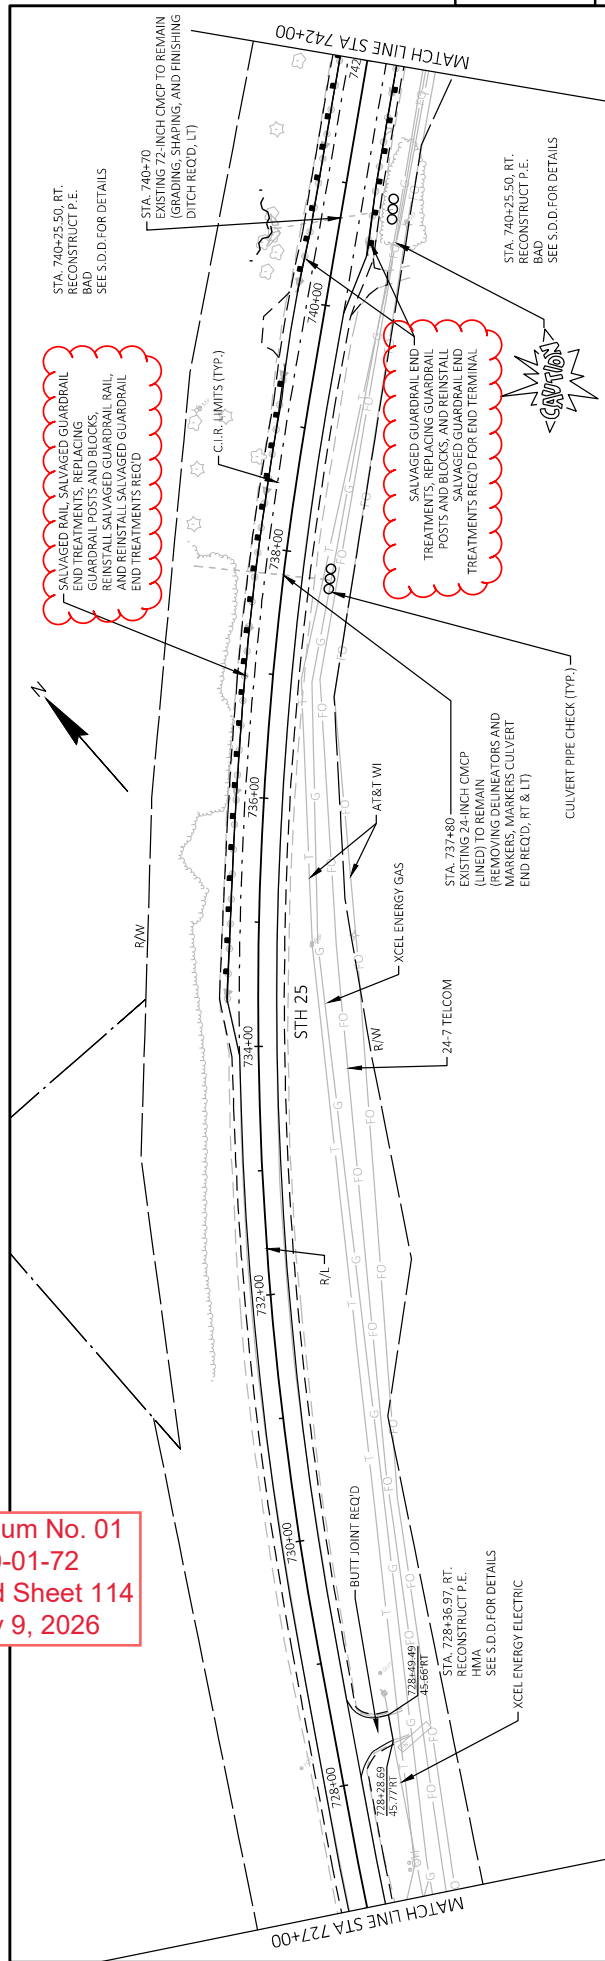 MATCH LINE STA 742+00
742
STA. 740+70
EXISTING 72-INCH CMCP TO REMAIN
(GRADING, SHAPING, AND FINISHING
DITCH REQ'D, LT)
STA. 740+25.50, RT.
RECONSTRUCT P.E.
BAD
SEE S.D.D.FOR DETAILS
STA. 740+25.50, RT.
RECONSTRUCT P.E.
BAD
SEE S.D.D.FOR DETAILS
CAUTION
740+00
SALVAGED RAIL, SALVAGED GUARDRAIL
END TREATMENTS, REPLACING
GUARDRAIL POSTS AND BLOCKS,
REINSTALL SALVAGED GUARDRAIL RAIL,
AND REINSTALL SALVAGED GUARDRAIL
END TREATMENTS REQ'D
C.I.R. LIMITS (TYP.)
SALVAGED GUARDRAIL END
TREATMENTS, REPLACING GUARDRAIL
POSTS AND BLOCKS, AND REINSTALL
SALVAGED GUARDRAIL END
TREATMENTS REQ'D FOR END TERMINAL
738+00
N
CULVERT PIPE CHECK (TYP.)
STA. 737+80
EXISTING 24-INCH CMCP
(LINED) TO REMAIN
(REMOVING DELINEATORS AND
MARKERS, MARKERS CULVERT
END REQ'D, RT & LT)
736+00
AT&T WI
XCEL ENERGY GAS
R/W
STH 25
R/W
24-7 TELCOM
734+00
R/L
732+00
730+00
BUTT JOINT REQ'D
728+49.49
45.66'RT
STA. 728+36.97, RT.
RECONSTRUCT P.E.
HMA
SEE S.D.D.FOR DETAILS
XCEL ENERGY ELECTRIC
728+28.69
45.77'RT
728+00
MATCH LINE STA 727+00
um No. 01
-01-72
d Sheet 114
y 9, 2026